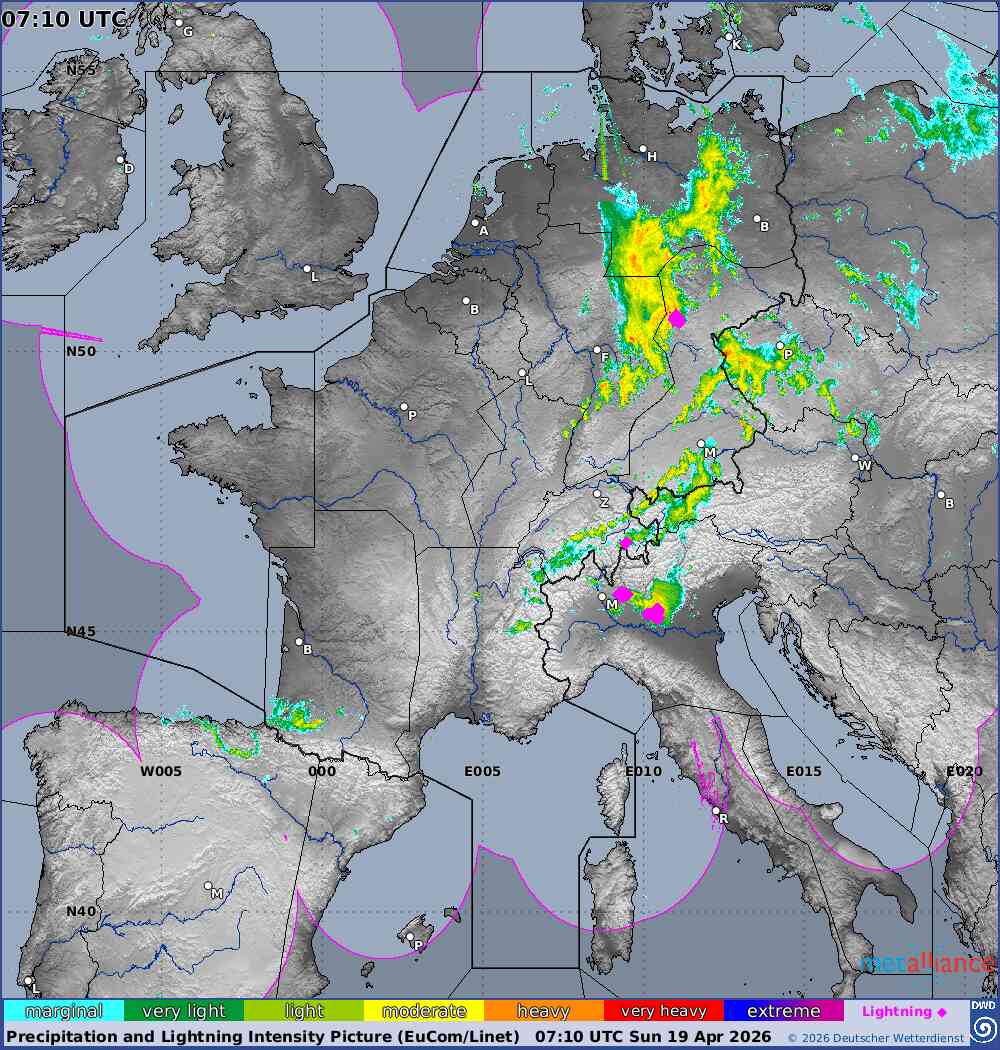 07:10 UTC
G
K
N55
H
D
A
B
L
B
N50
F
P
L
P
M
W
Z
B
M
N45
B
W005
000
E005
E010
E015
E020
R
M
N40
P
metalliance
L
marginal very light light moderate heavy very heavy extreme Lightning
DWD
Precipitation and Lightning Intensity Picture (EuCom/Linet) 07:10 UTC Sun 19 Apr 2026 © 2026 Deutscher Wetterdienst